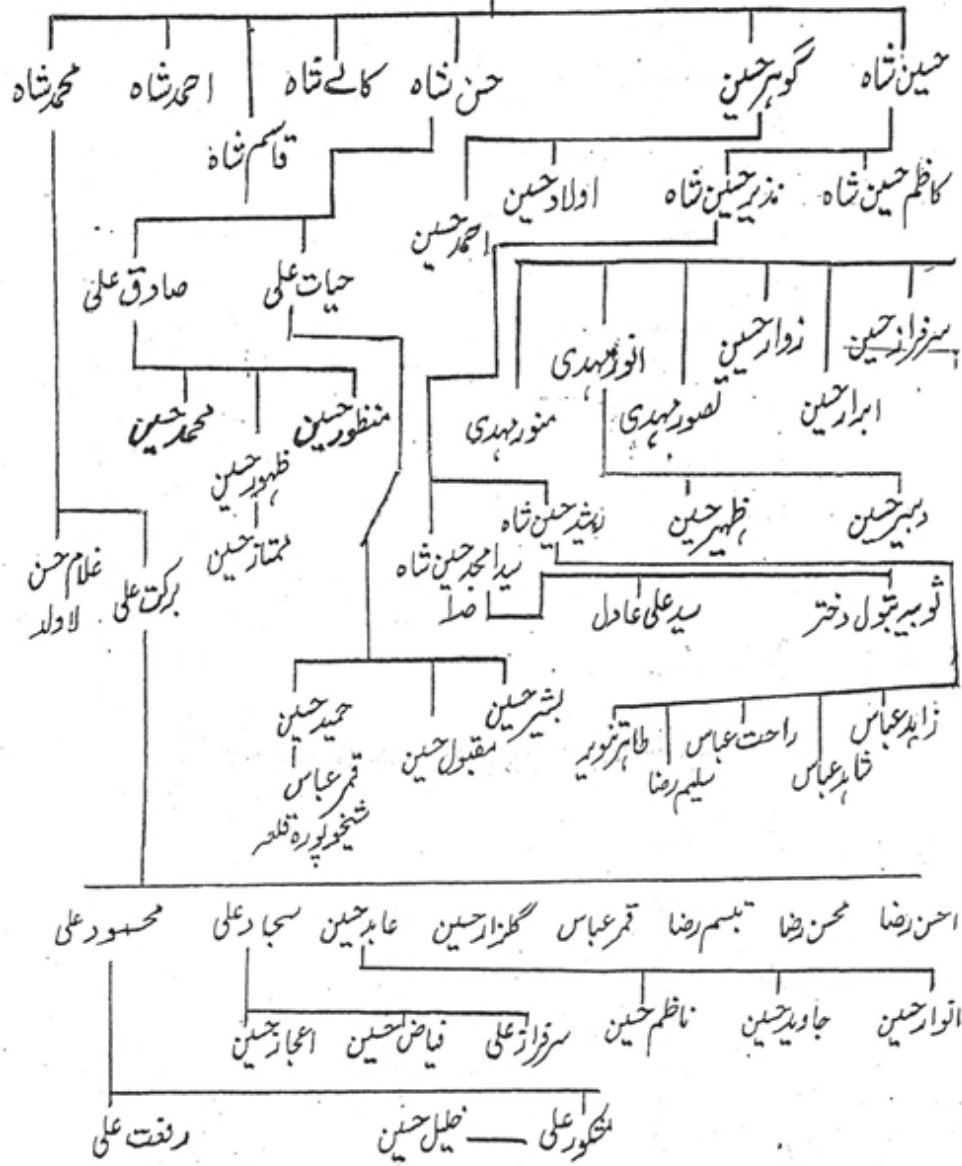 حسین شاہ
گوہر حسین
حسن شاہ
کالے شاہ
قاسم شاہ
احمد شاہ
محمد شاہ
کاظم حسین شاہ
نذیر حسین شاہ
اولاد حسین
احمد حسین
حیات علی
صادق علی
سرفراز حسین
ابرار حسین
زوار حسین
تصور مہدی
انور مہدی
منور مہدی
منظور حسین
ظہور حسین
محمد حسین
ممتاز حسین
دبیر حسین
ظہیر حسین
حسین شاہ
سید امجد حسین شاہ
برکت علی
غلام حسن
لاولد
ثوبیہ بتول دختر
سید علی عادل
زاہد عباس
شاہد عباس
راحت عباس
سلیم رضا
طاہر تنویر
بشیر حسین
مقبول حسین
حمید حسین
قمر عباس
شیخوپورہ قلعہ
احسن رضا
محسن رضا
تبسم رضا
قمر عباس
گلزار حسین
عابد حسین
سجاد علی
محسود علی
انوار حسین
جاوید حسین
ناظم حسین
سرفراز علی
فیاض حسین
اعجاز حسین
مشکور علی
خلیل حسین
رفعت علی